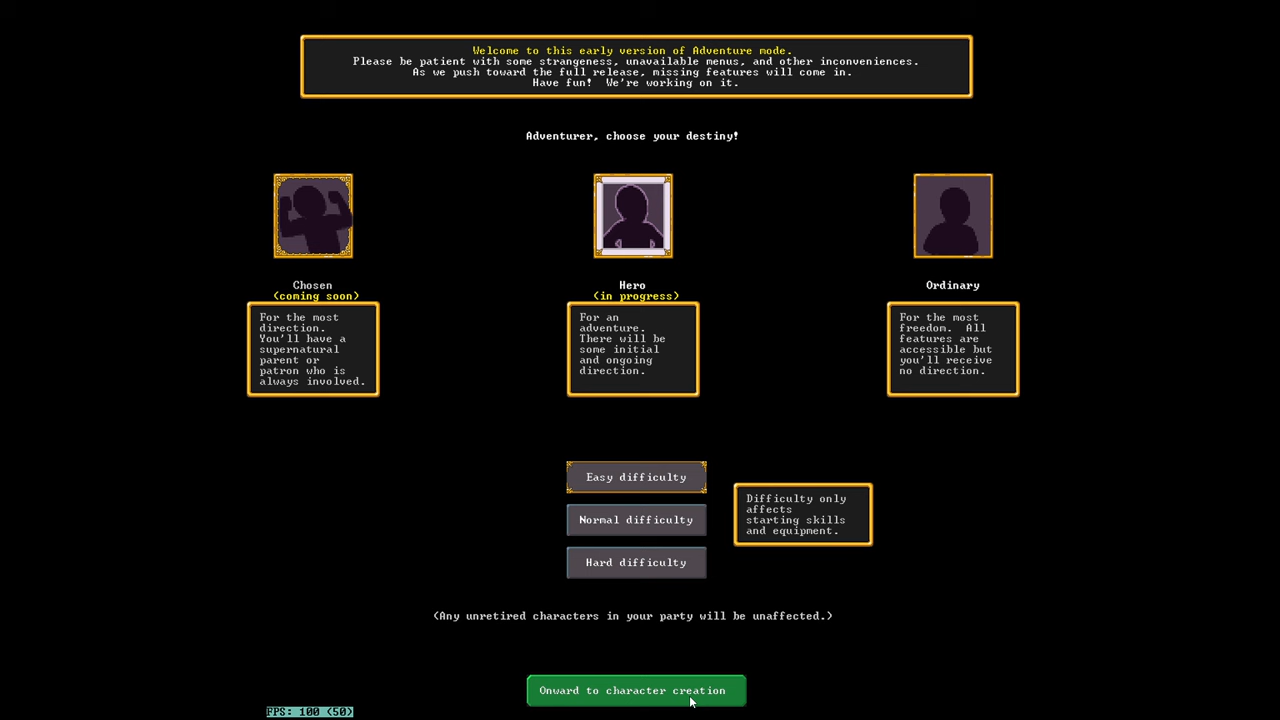 Welcome to this early version of Adventure mode.
Please be patient with some strangeness, unavailable menus, and other inconveniences.
As we push toward the full release, missing features will come in.
Have fun!  We're working on it.
Adventurer, choose your destiny!
Chosen
(coming soon)
For the most
direction.
You'll have a
supernatural
parent or
patron who is
always involved.
Hero
(in progress)
For an
adventure.
There will be
some initial
and ongoing
direction.
Ordinary
For the most
freedom.  All
features are
accessible but
you'll receive
no direction.
Easy difficulty
Normal difficulty
Hard difficulty
Difficulty only
affects
starting skills
and equipment.
(Any unretired characters in your party will be unaffected.)
Onward to character creation
FPS: 100 (50)